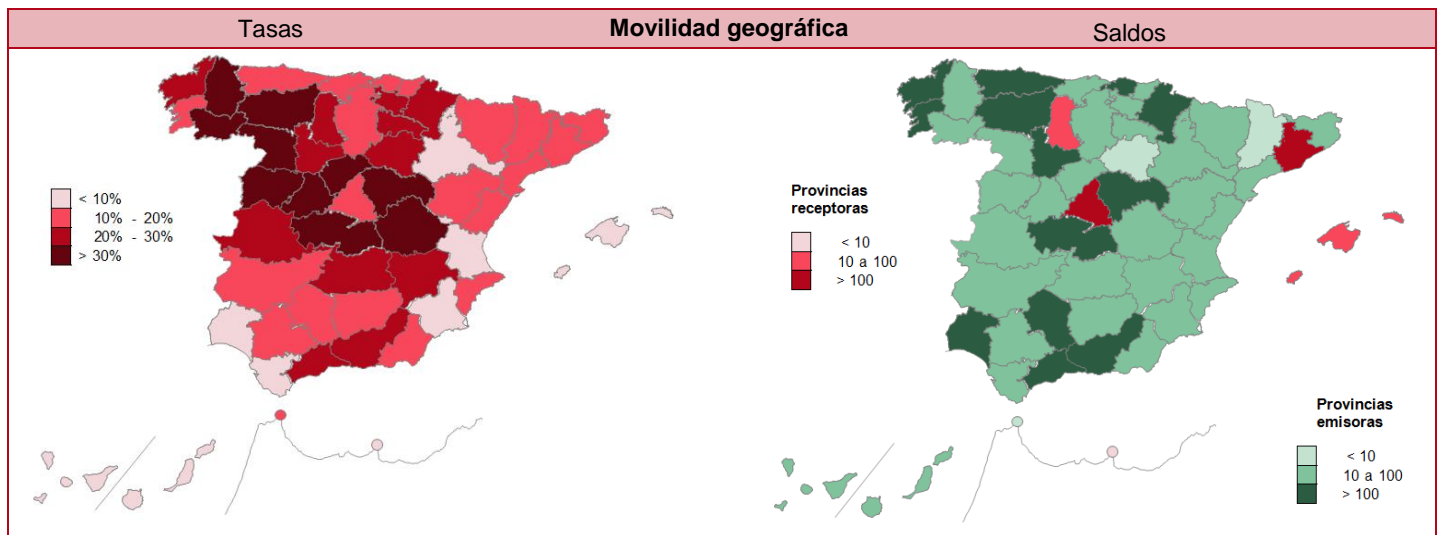 Tasas
Movilidad geográfica
Saldos
< 10%
10% - 20%
20% - 30%
> 30%
Provincias
receptoras
< 10
10 a 100
> 100
Provincias
emisoras
< 10
10 a 100
> 100